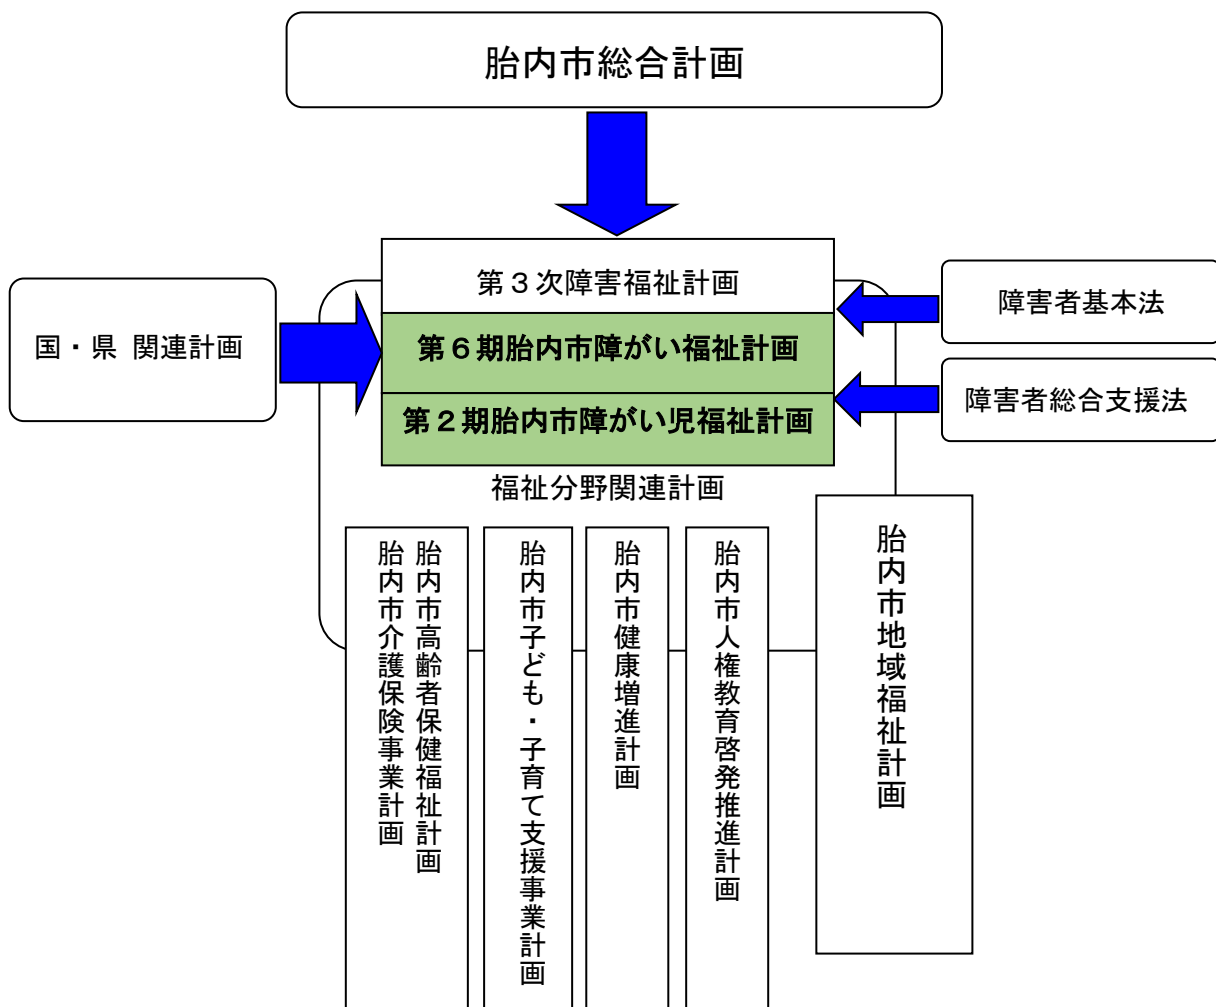 胎内市総合計画
第３次障害福祉計画
国・県 関連計画
第６期胎内市障がい福祉計画
第２期胎内市障がい児福祉計画
障害者基本法
障害者総合支援法
福祉分野関連計画
胎内市高齢者保健福祉計画
胎内市介護保険事業計画
胎内市子ども・子育て支援事業計画
胎内市健康増進計画
胎内市人権教育啓発推進計画
胎内市地域福祉計画